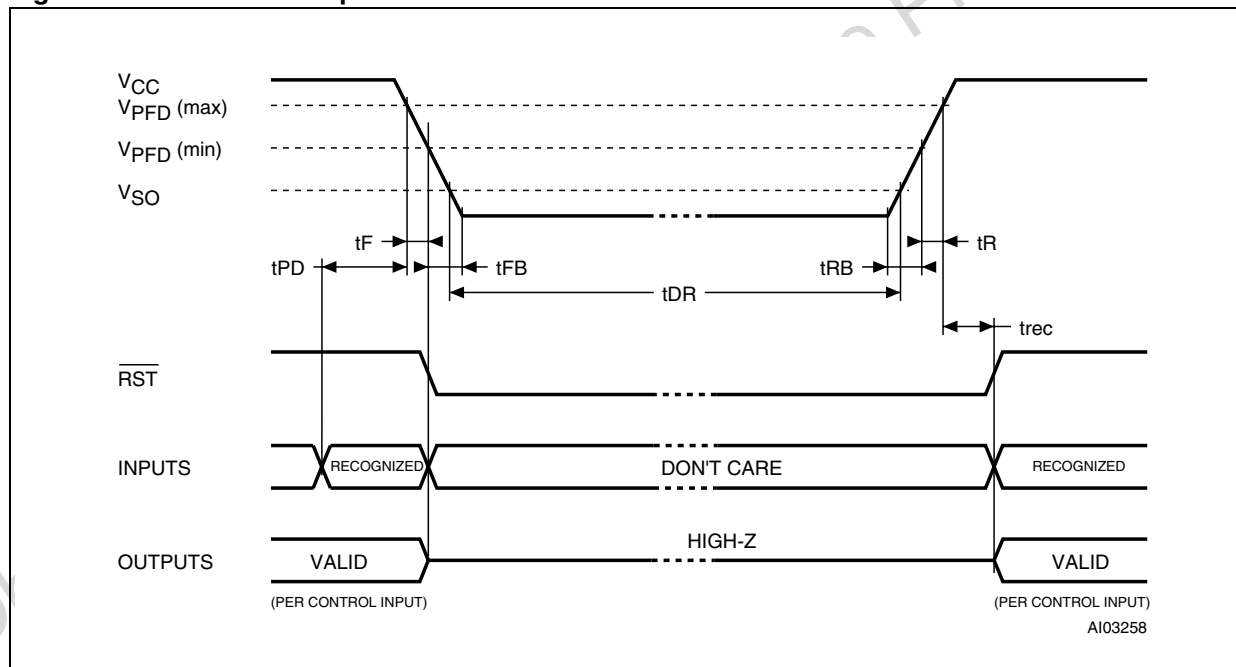 VCC
VPFD (max)
VPFD (min)
VSO
tF
tR
tPD
tFB
tRB
tDR
trec
RST
INPUTS
RECOGNIZED
DON'T CARE
RECOGNIZED
HIGH-Z
OUTPUTS
VALID
VALID
(PER CONTROL INPUT)
(PER CONTROL INPUT)
AI03258